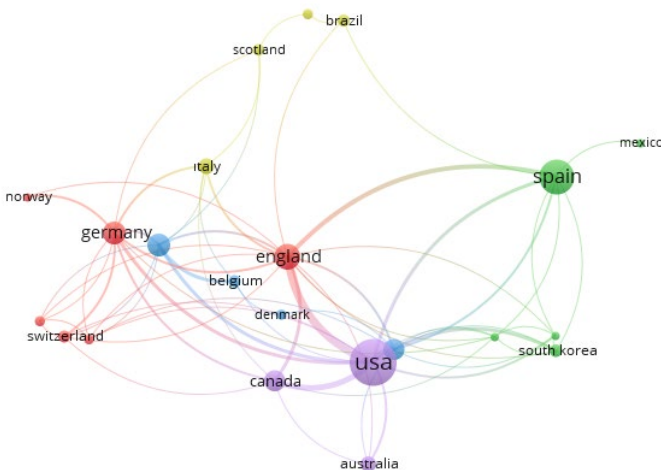 brazil
scotland
mexico
italy
spain
norway
germany
england
belgium
denmark
switzerland
south korea
usa
canada
australia